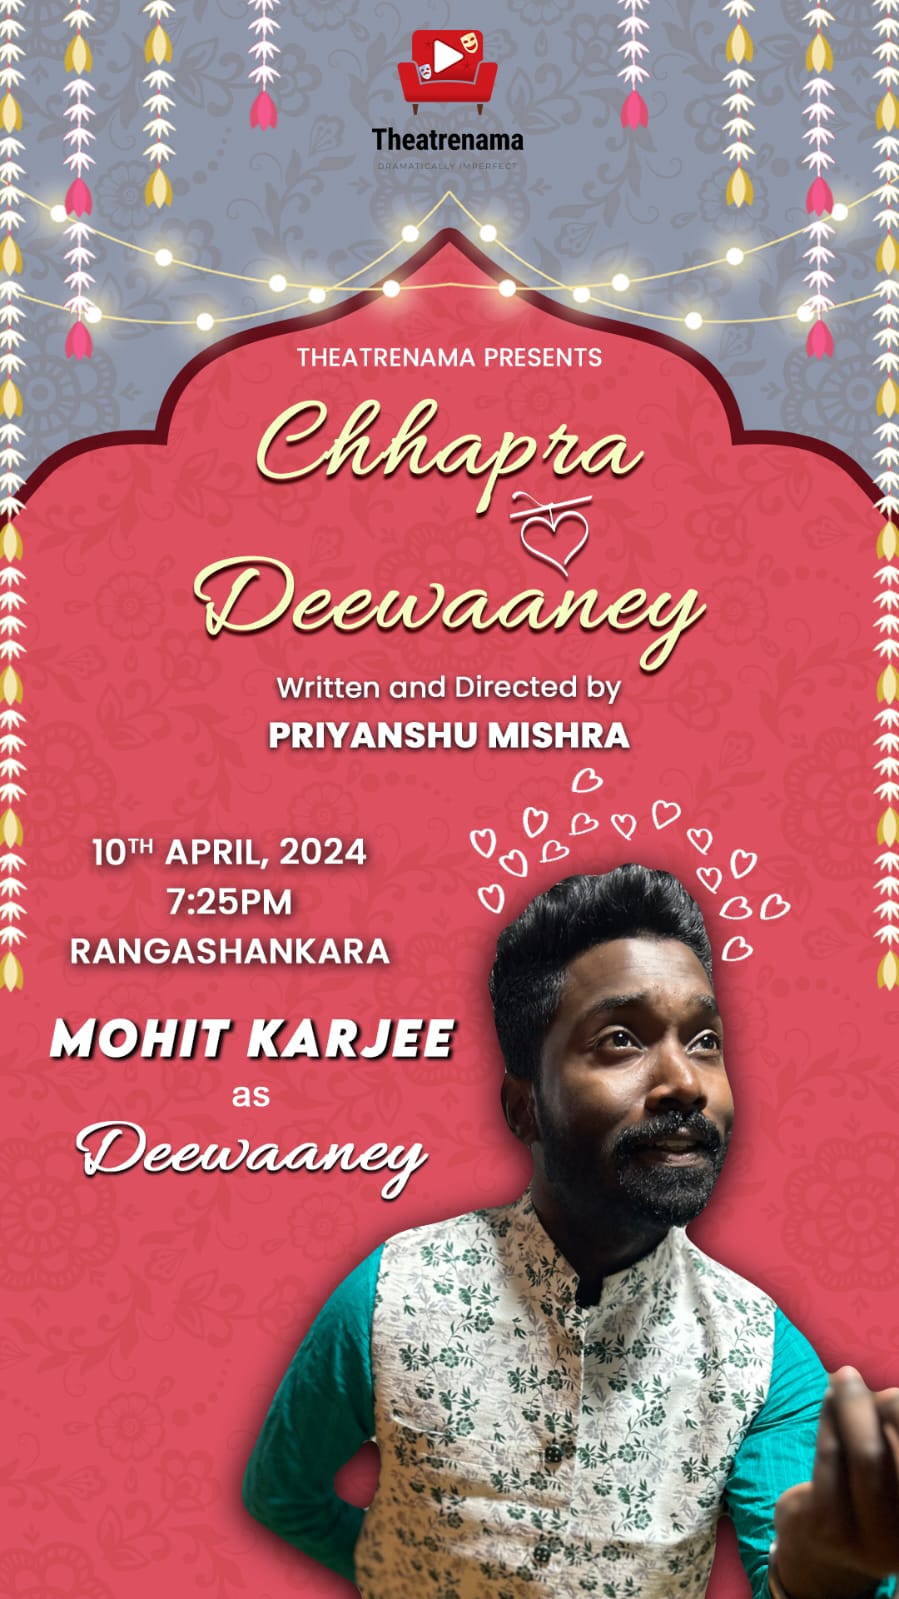 Theatrenama
DRAMATICALLY IMPERFECT
THEATRENAMA PRESENTS
Chhapra
Deewaaney
Written and Directed by
PRIYANSHU MISHRA
10TH APRIL, 2024
7:25PM
RANGASHANKARA
MOHIT KARJEE
as
Deewaaney